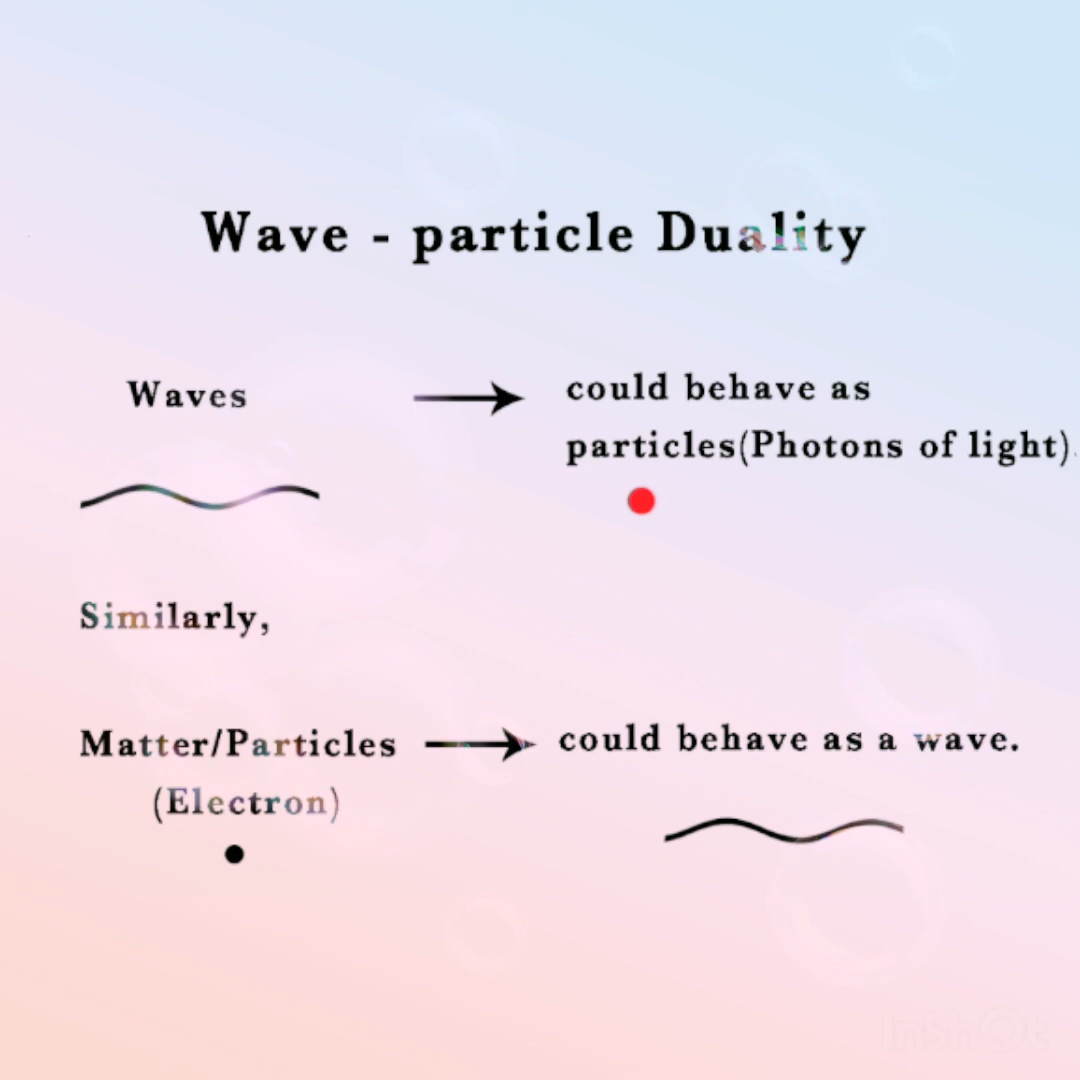 Wave - particle Duality
Waves
could behave as
particles(Photons of light)
Similarly,
Matter/Particles
could behave as a wave.
(Electron)
InshOt